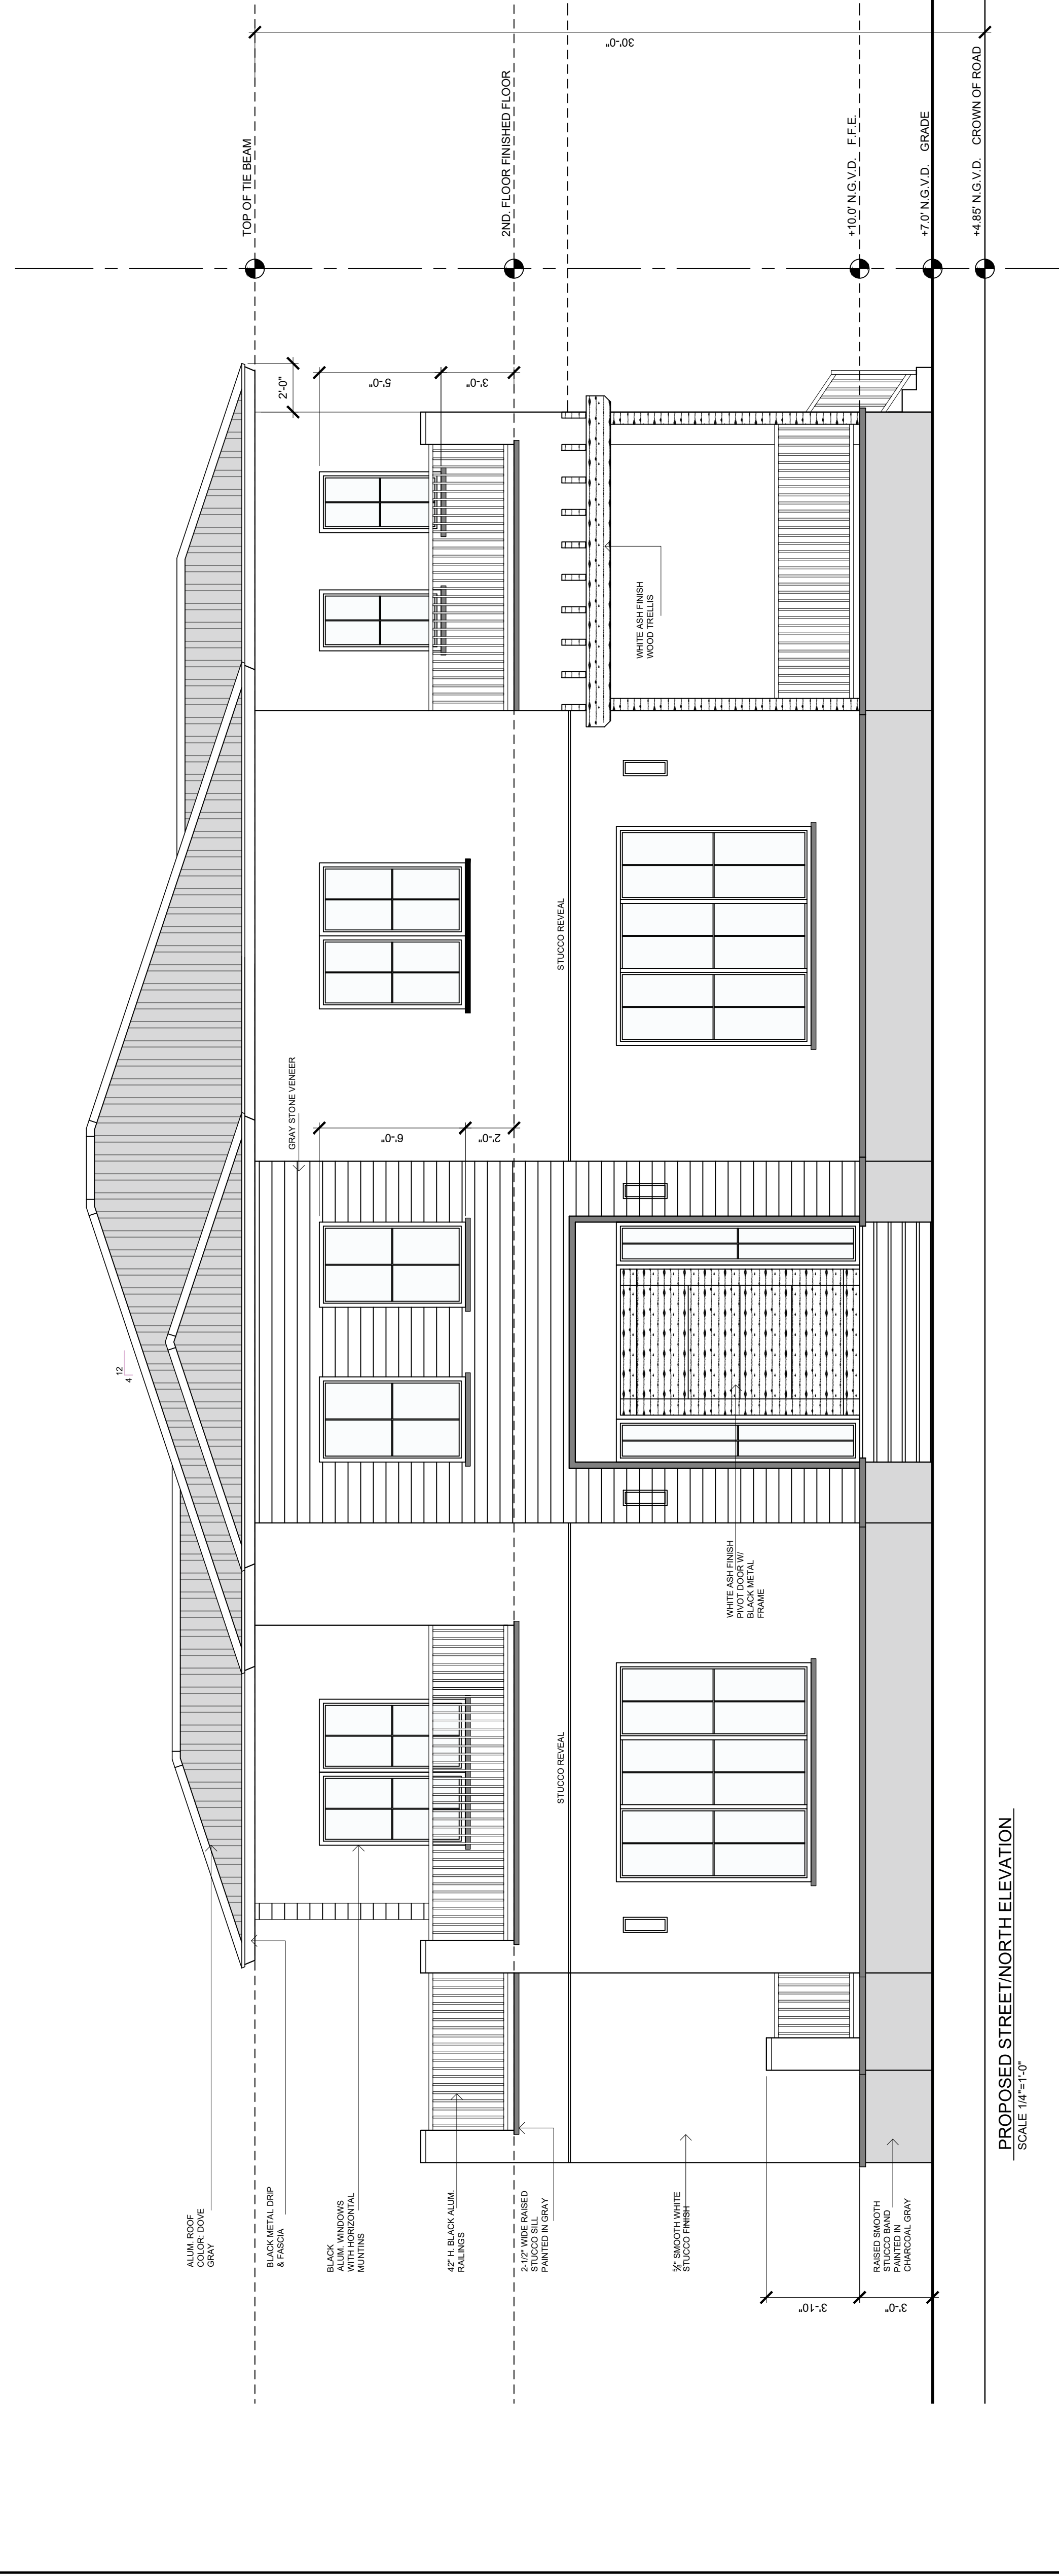 30'-0"
TOP OF TIE BEAM
2ND. FLOOR FINISHED FLOOR
+10.0' N.G.V.D. F.F.E.
+7.0' N.G.V.D. GRADE
+4.85' N.G.V.D. CROWN OF ROAD
2'-0"
5'-0"
3'-0"
WHITE ASH FINISH
WOOD TRELLIS
STUCCO REVEAL
GRAY STONE VENEER
6'-0"
2'-0"
12
4
WHITE ASH FINISH
PIVOT DOOR W/
BLACK METAL
FRAME
STUCCO REVEAL
ALUM. ROOF
COLOR: DOVE
GRAY
BLACK METAL DRIP
& FASCIA
BLACK
ALUM. WINDOWS
WITH HORIZONTAL
MUNTINS
42" H. BLACK ALUM.
RAILINGS
2-1/2" WIDE RAISED
STUCCO SILL
PAINTED IN GRAY
SMOOTH WHITE
STUCCO FINISH
RAISED SMOOTH
STUCCO BAND
PAINTED IN
CHARCOAL GRAY
3'-10"
3'-0"
PROPOSED STREET/NORTH ELEVATION
SCALE 1/4"=1'-0"